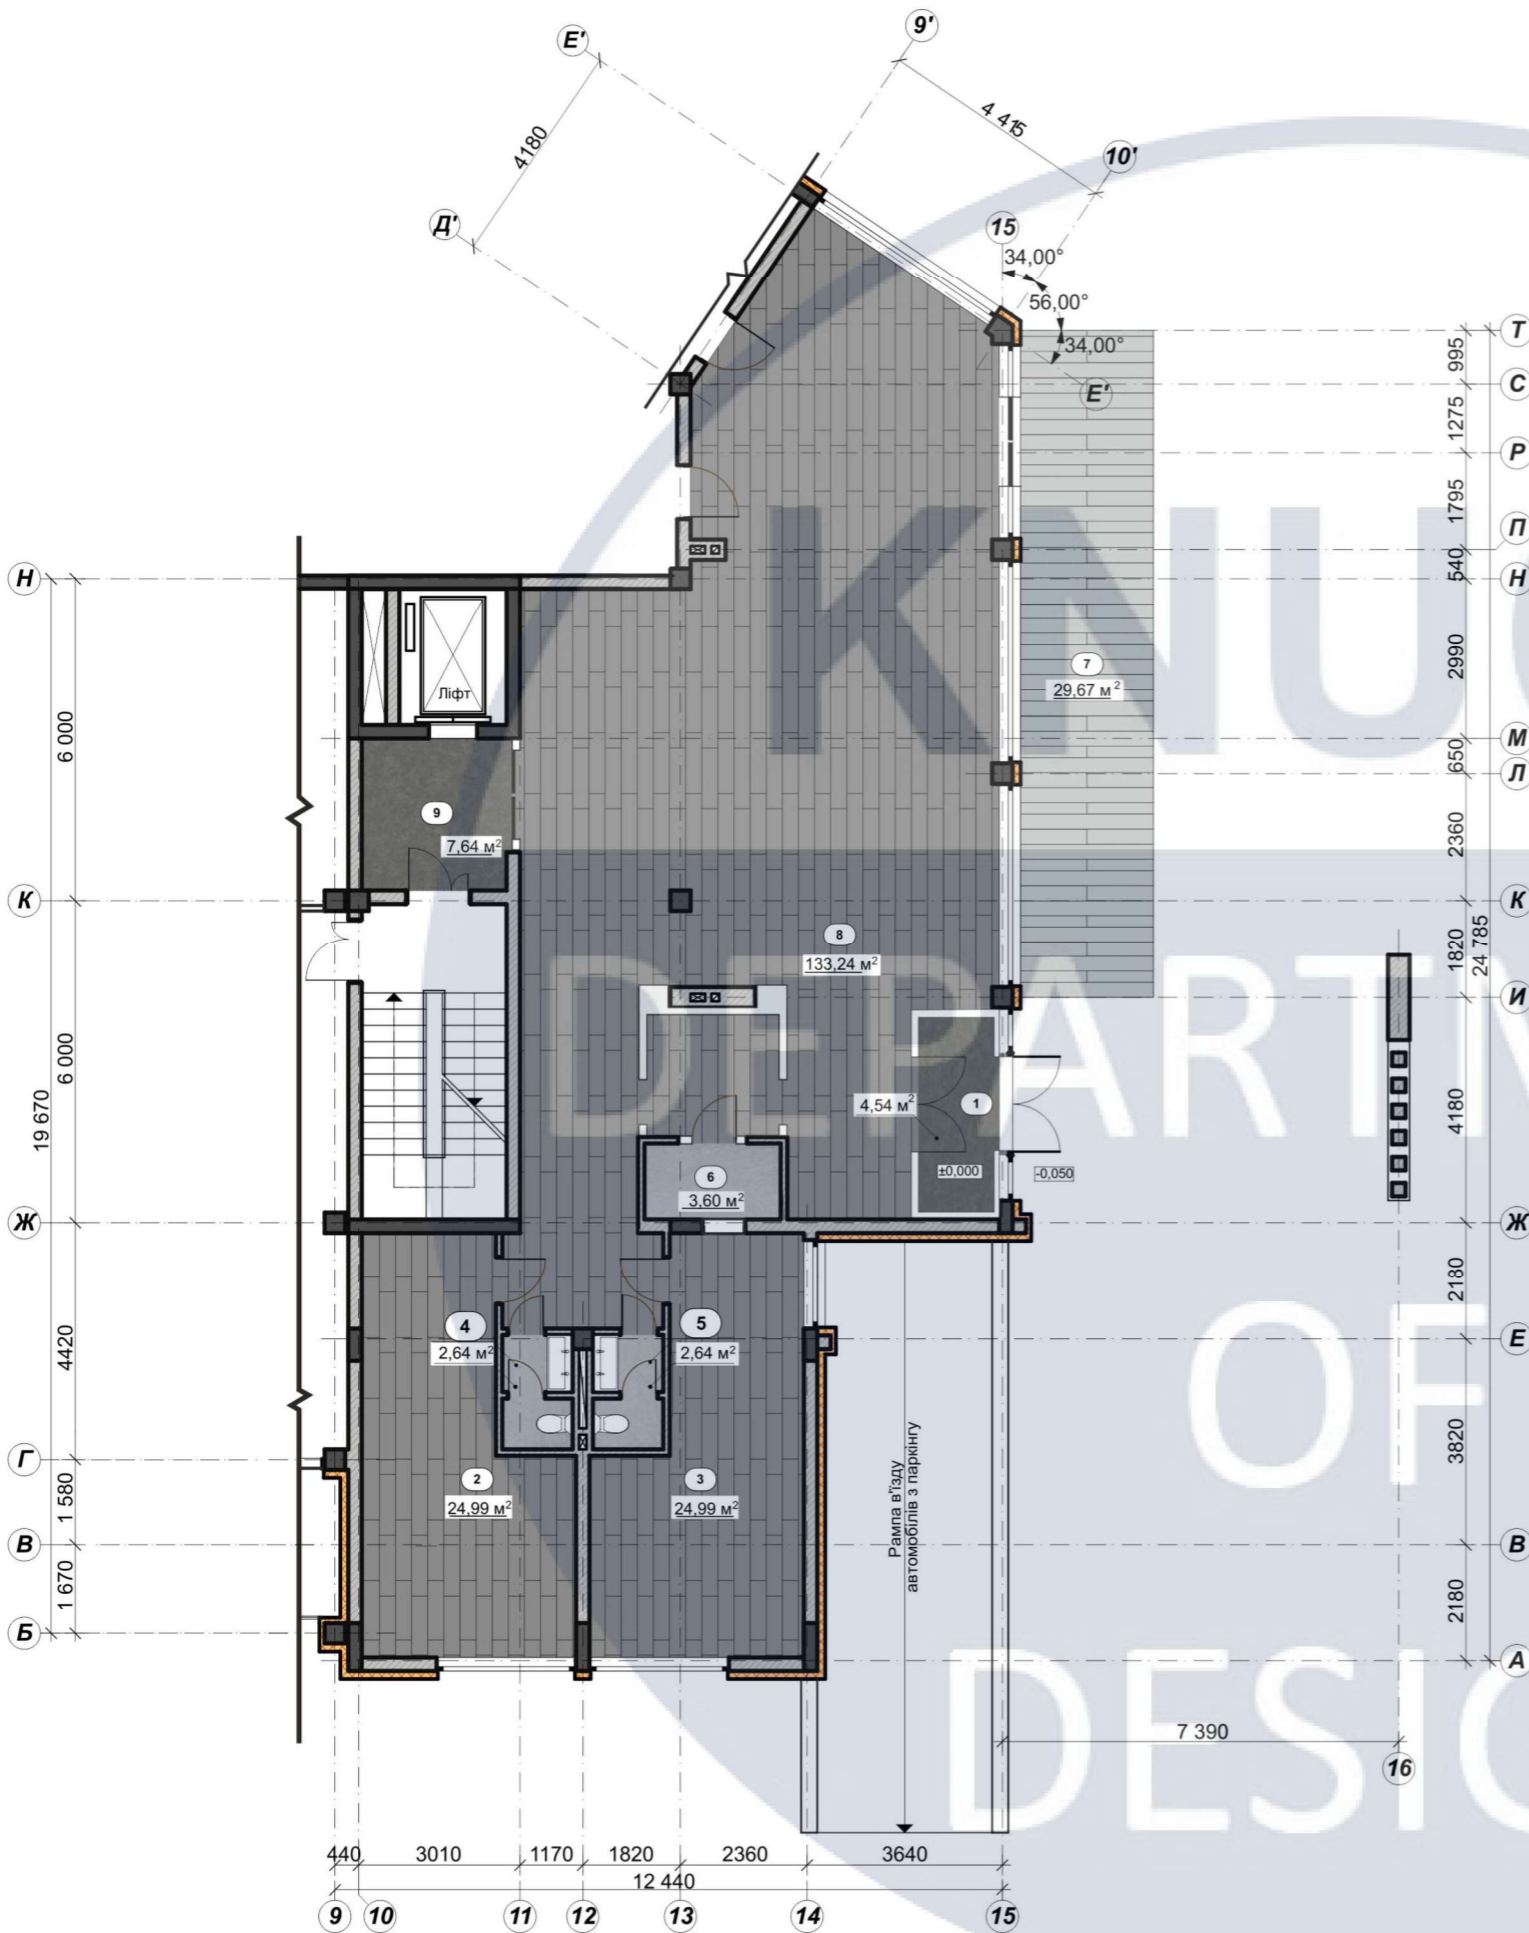 Е'
9'
4180
4 415
10'
Д'
15
34,00°
56,00°
34,00°
Е'
Т
995
С
1275
Р
1795
П
540
Н
Н
2990
7
29,67 м²
Ліфт
6 000
М
650
Л
9
7,64 м²
2360
К
К
8
133,24 м²
1820
24 785
И
6 000
19 670
4,54 м²
1
4180
±0,000
-0,050
6
3,60 м²
Ж
Ж
2180
4
2,64 м²
5
2,64 м²
Е
4420
3820
Г
2
24,99 м²
3
24,99 м²
Рампа в'їзду
автомобілів з паркінгу
1 580
В
В
1 670
2180
Б
А
7 390
16
440
3010
1170
1820
2360
3640
12 440
9
10
11
12
13
14
15
KNU
DEPARTM
OF
DESI